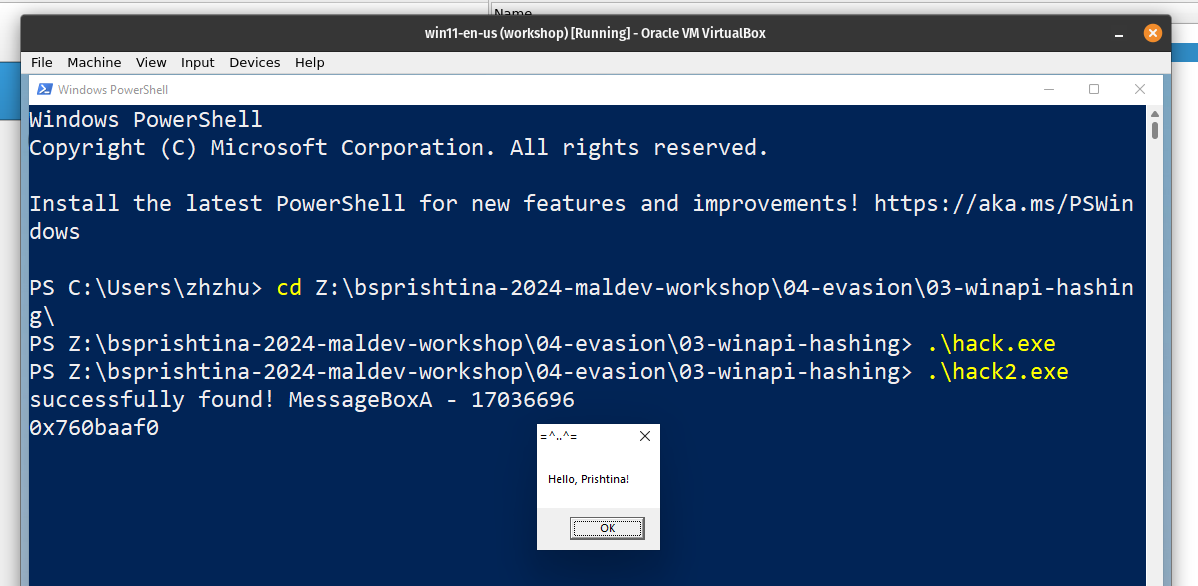 Name
win11-en-us (workshop) [Running] - Oracle VM VirtualBox
File Machine View Input Devices Help
Windows PowerShell
Windows PowerShell
Copyright (C) Microsoft Corporation. All rights reserved.
Install the latest PowerShell for new features and improvements! https://aka.ms/PSWin
dows
PS C:\Users\zhzhu> cd Z:\bsprishtina-2024-maldev-workshop\04-evasion\03-winapi-hashin
g\
PS Z:\bsprishtina-2024-maldev-workshop\04-evasion\03-winapi-hashing> .\hack.exe
PS Z:\bsprishtina-2024-maldev-workshop\04-evasion\03-winapi-hashing> .\hack2.exe
successfully found! MessageBoxA - 17036696
0x760baaf0
=^..^=
Hello, Prishtina!
OK